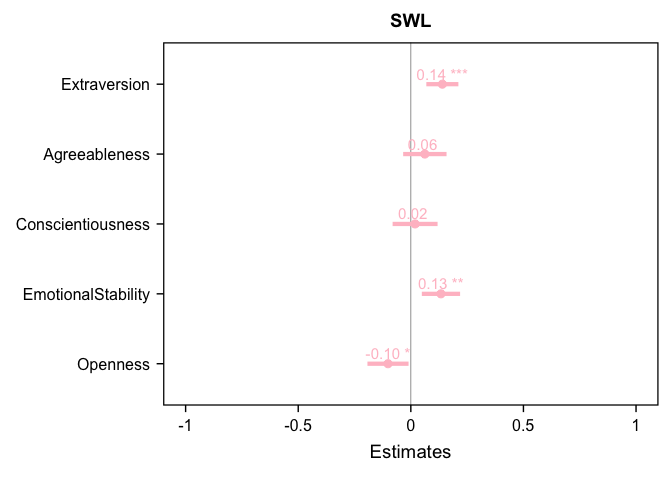 SWL
Extraversion
0.14 ***
Agreeableness
0.06
Conscientiousness
0.02
EmotionalStability
0.13 **
Openness
-0.10 *
-1
-0.5
0
0.5
1
Estimates